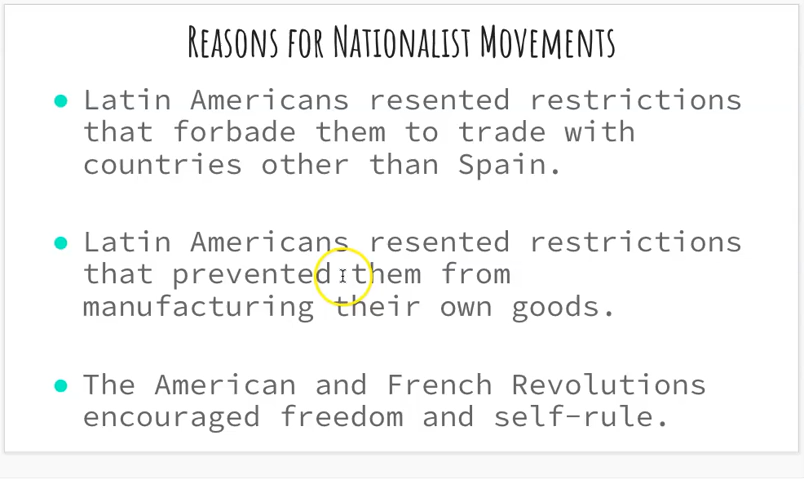 Reasons for Nationalist Movements
● Latin Americans resented restrictions
that forbade them to trade with
countries other than Spain.
● Latin Americans resented restrictions
that prevented them from
manufacturing their own goods.
● The American and French Revolutions
encouraged freedom and self-rule.